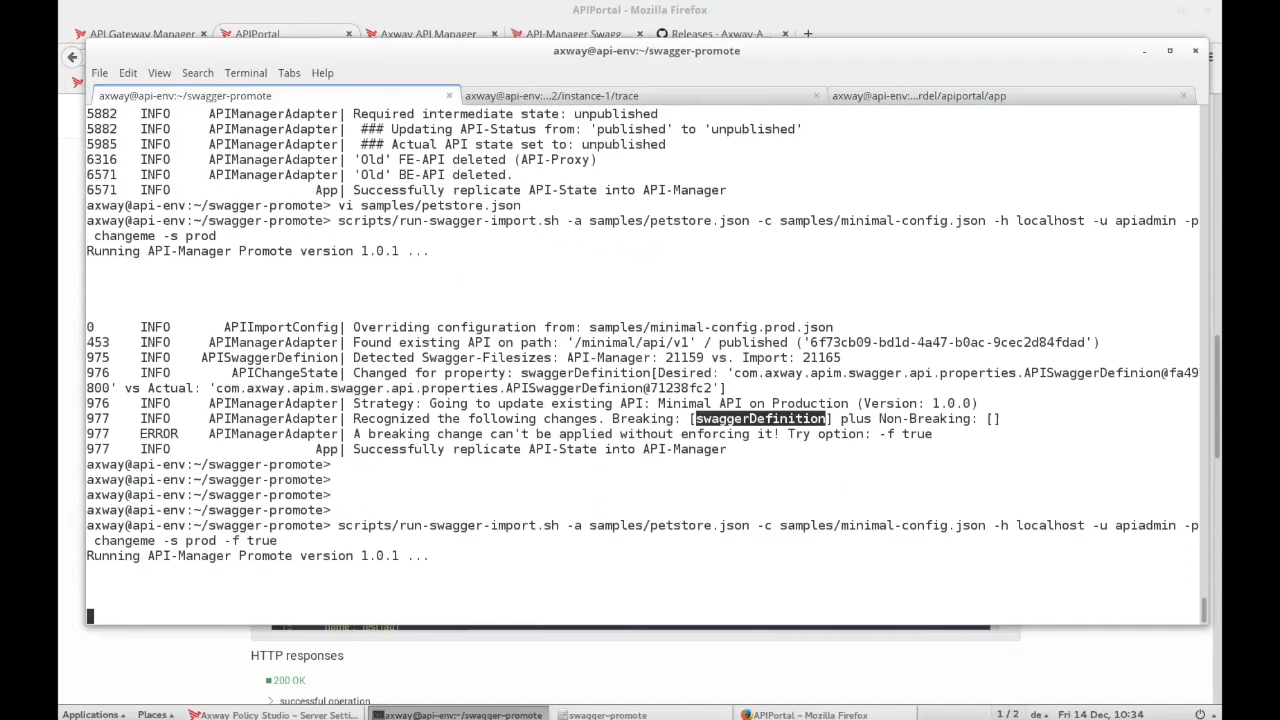 APIPortal - Mozilla Firefox
API Gateway Manager × APIPortal × Axway API Manager × API-Manager Swagg... × Releases · Axway-A... × +
axway@api-env:~/swagger-promote
File Edit View Search Terminal Tabs Help
axway@api-env:~/swagger-promote × axway@api-env:...2/instance-1/trace × axway@api-env:...rdel/apiportal/app ×
5882 INFO APIManagerAdapter| Required intermediate state: unpublished
5882 INFO APIManagerAdapter| ### Updating API-Status from: 'published' to 'unpublished'
5985 INFO APIManagerAdapter| ### Actual API state set to: unpublished
6316 INFO APIManagerAdapter| 'Old' FE-API deleted (API-Proxy)
6571 INFO APIManagerAdapter| 'Old' BE-API deleted.
6571 INFO App| Successfully replicate API-State into API-Manager
axway@api-env:~/swagger-promote> vi samples/petstore.json
axway@api-env:~/swagger-promote> scripts/run-swagger-import.sh -a samples/petstore.json -c samples/minimal-config.json -h localhost -u apiadmin -p
changeme -s prod
Running API-Manager Promote version 1.0.1 ...
0 INFO APIImportConfig| Overriding configuration from: samples/minimal-config.prod.json
453 INFO APIManagerAdapter| Found existing API on path: '/minimal/api/v1' / published ('6f73cb09-bd1d-4a47-b0ac-9cec2d84fdad')
975 INFO APISwaggerDefinion| Detected Swagger-Filesizes: API-Manager: 21159 vs. Import: 21165
976 INFO APIChangeState| Changed for property: swaggerDefinition[Desired: 'com.axway.apim.swagger.api.properties.APISwaggerDefinion@fa49
800' vs Actual: 'com.axway.apim.swagger.api.properties.APISwaggerDefinion@71238fc2']
976 INFO APIManagerAdapter| Strategy: Going to update existing API: Minimal API on Production (Version: 1.0.0)
977 INFO APIManagerAdapter| Recognized the following changes. Breaking: [swaggerDefinition] plus Non-Breaking: []
977 ERROR APIManagerAdapter| A breaking change can't be applied without enforcing it! Try option: -f true
977 INFO App| Successfully replicate API-State into API-Manager
axway@api-env:~/swagger-promote>
axway@api-env:~/swagger-promote>
axway@api-env:~/swagger-promote>
axway@api-env:~/swagger-promote>
axway@api-env:~/swagger-promote> scripts/run-swagger-import.sh -a samples/petstore.json -c samples/minimal-config.json -h localhost -u apiadmin -p
changeme -s prod -f true
Running API-Manager Promote version 1.0.1 ...
HTTP responses
200 OK
successful operation
Applications Places Axway Policy Studio – Server Setti... axway@api-env:~/swagger-promote swagger-promote APIPortal – Mozilla Firefox 1 / 2 de Fri 14 Dec, 10:34